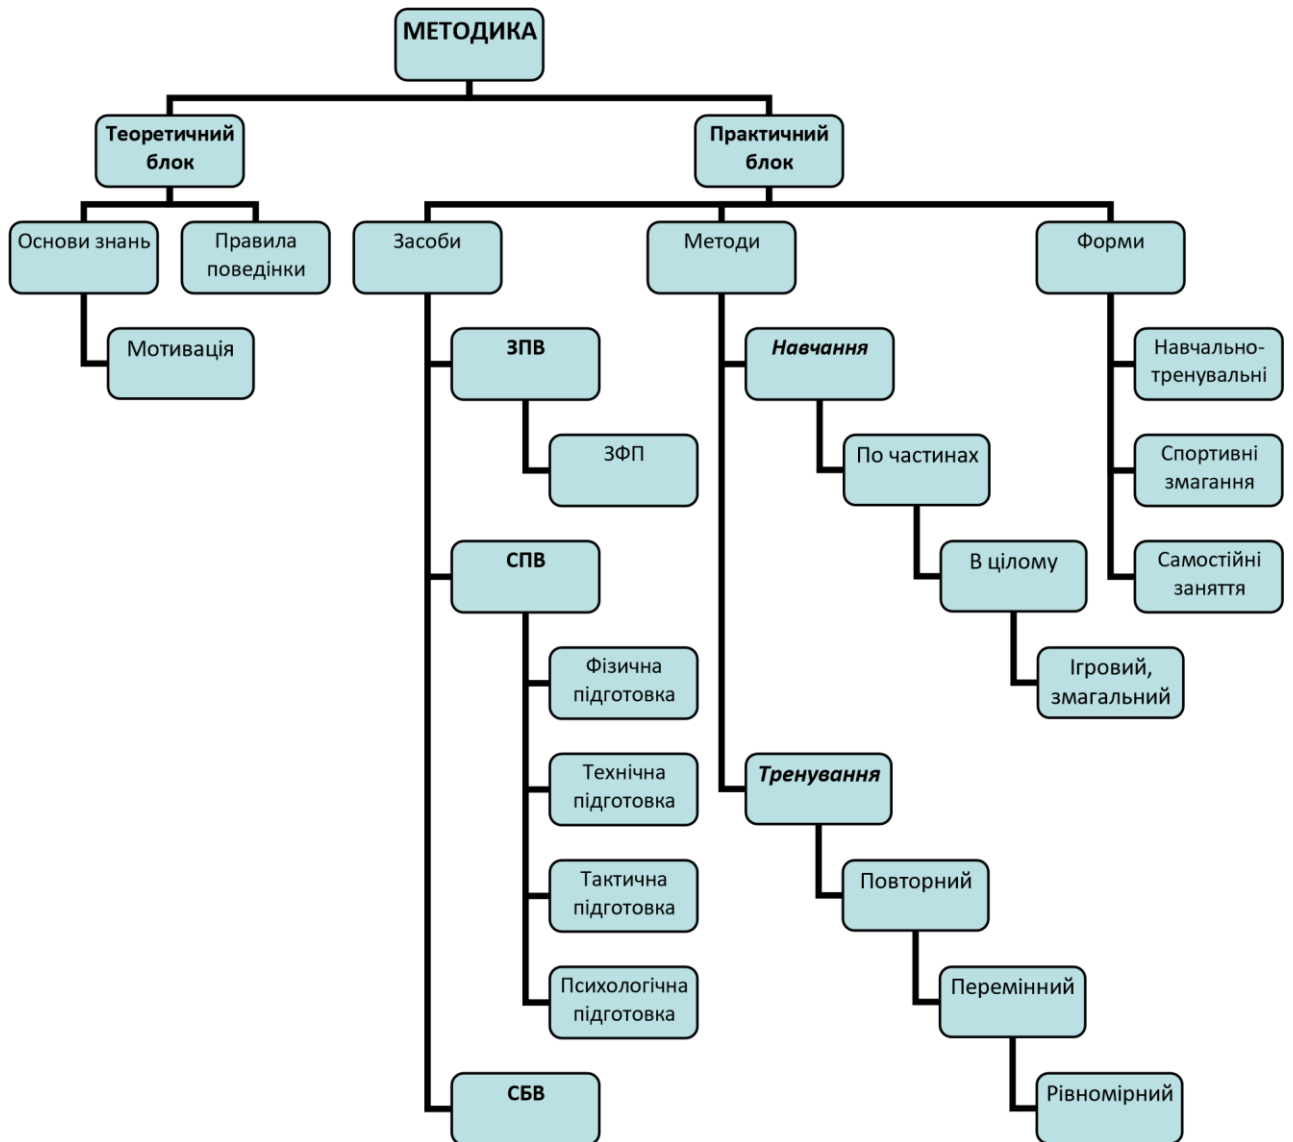 МЕТОДИКА
Теоретичний
блок
Практичний
блок
Основи знань
Правила
поведінки
Засоби
Методи
Форми
Мотивація
ЗПВ
Навчання
Навчально-
тренувальні
ЗФП
По частинах
Спортивні
змагання
СПВ
В цілому
Самостійні
заняття
Фізична
підготовка
Ігровий,
змагальний
Технічна
підготовка
Тренування
Тактична
підготовка
Повторний
Психологічна
підготовка
Перемінний
СБВ
Рівномірний